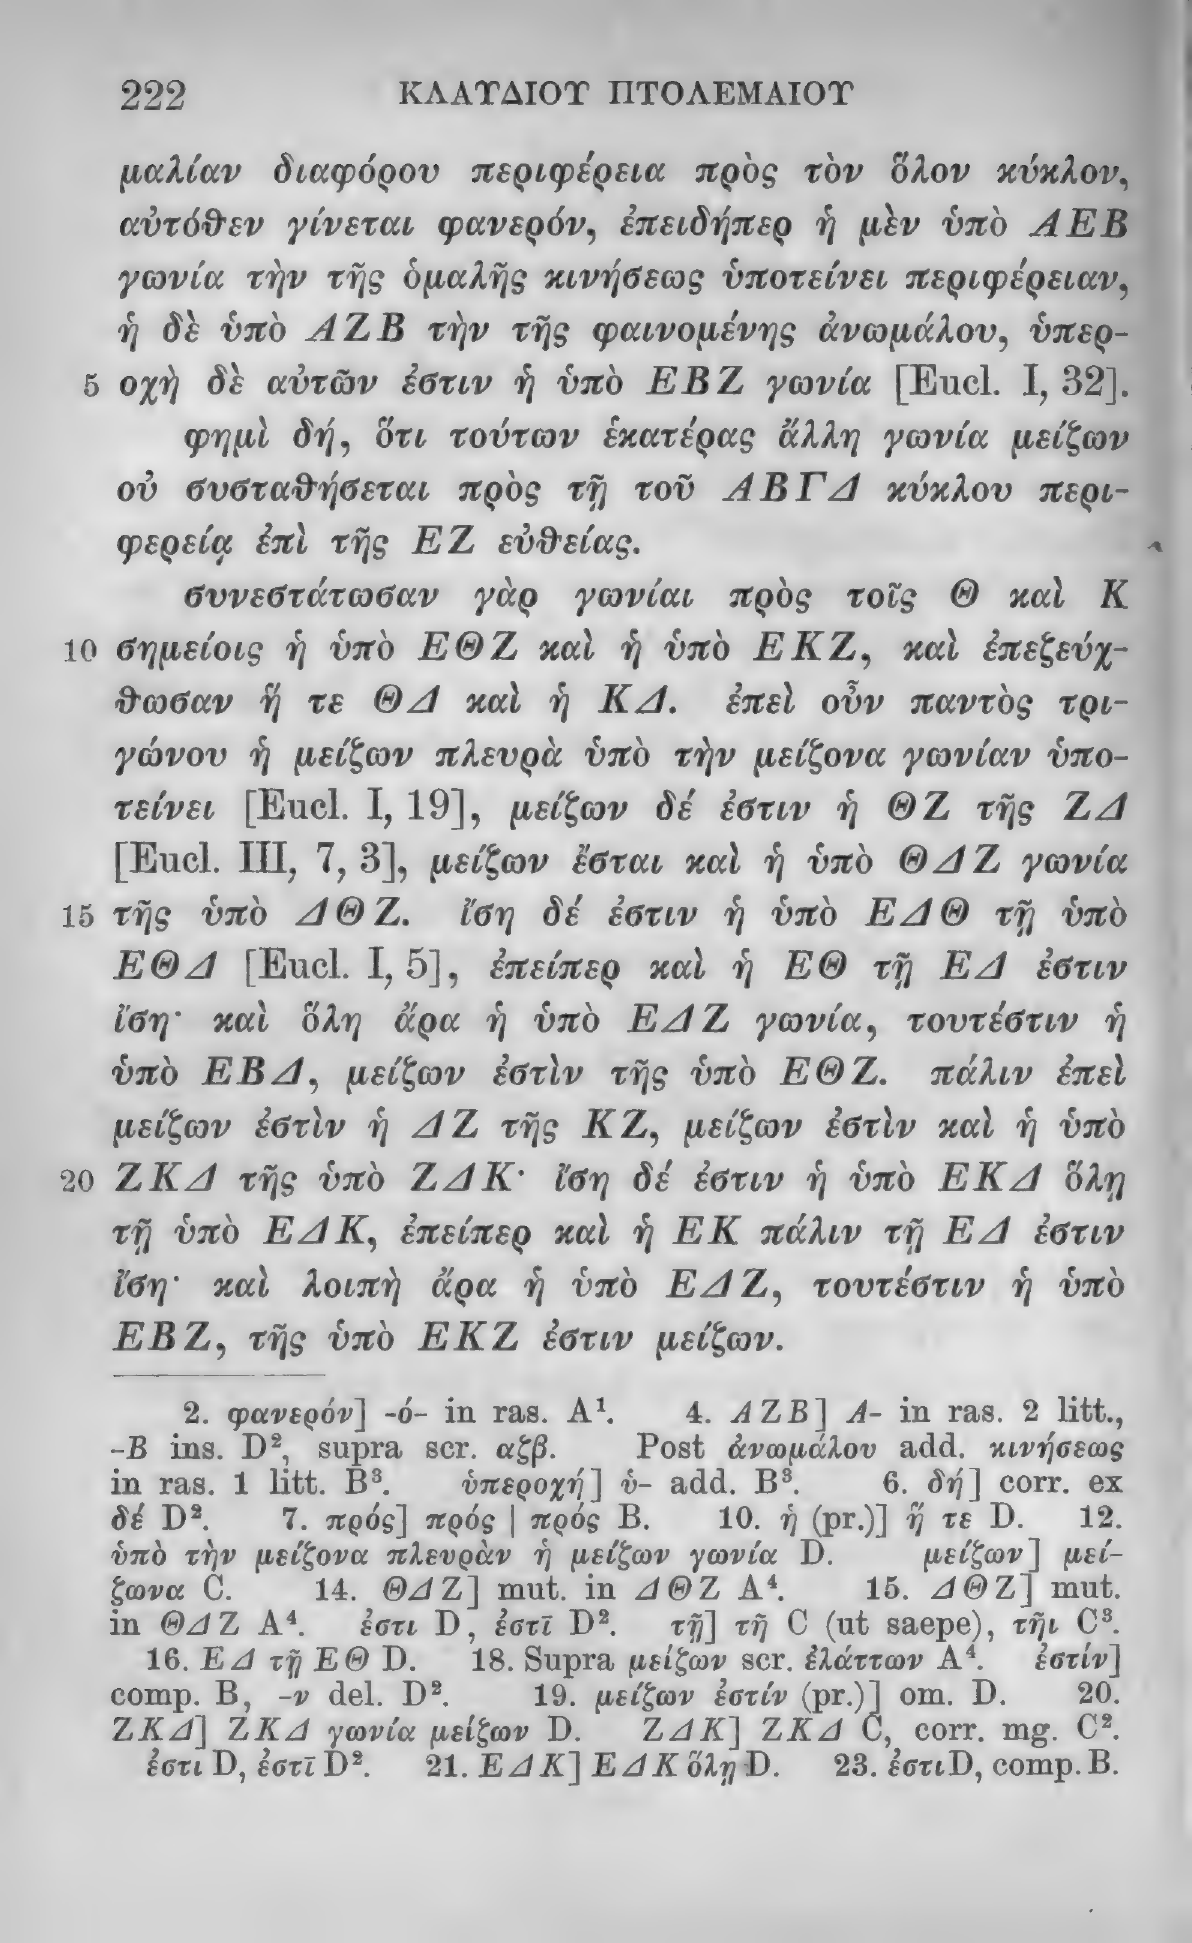 222 ΚΛΑΥΔΙΟΥ ΠΤΟΛΕΜΑΙΟΥ
μαλίαν διαφόρου περιφέρεια πρὸς τὸν ὅλον κύκλον,
αὐτόθεν γίνεται φανερόν, ἐπειδήπερ ἡ μὲν ὑπὸ ΑΕΒ
γωνία τὴν τῆς ὁμαλῆς κινήσεως ὑποτείνει περιφέρειαν,
ἡ δὲ ὑπὸ ΑΖΒ τὴν τῆς φαινομένης ἀνωμάλου, ὑπερ-
5 οχὴ δὲ αὐτῶν ἐστιν ἡ ὑπὸ ΕΒΖ γωνία [Eucl. I, 32].
φημὶ δή, ὅτι τούτων ἑκατέρας ἄλλη γωνία μείζων
οὐ συσταθήσεται πρὸς τῇ τοῦ ΑΒΓΔ κύκλου περι-
φερείᾳ ἐπὶ τῆς ΕΖ εὐθείας.
συνεστάτωσαν γὰρ γωνίαι πρὸς τοῖς Θ καὶ Κ
10 σημείοις ἡ ὑπὸ ΕΘΖ καὶ ἡ ὑπὸ ΕΚΖ, καὶ ἐπεζεύχ-
θωσαν ἥ τε ΘΔ καὶ ἡ ΚΔ. ἐπεὶ οὖν παντὸς τρι-
γώνου ἡ μείζων πλευρὰ ὑπὸ τὴν μείζονα γωνίαν ὑπο-
τείνει [Eucl. I, 19], μείζων δέ ἐστιν ἡ ΘΖ τῆς ΖΔ
[Eucl. III, 7, 3], μείζων ἔσται καὶ ἡ ὑπὸ ΘΔΖ γωνία
15 τῆς ὑπὸ ΔΘΖ. ἴση δέ ἐστιν ἡ ὑπὸ ΕΔΘ τῇ ὑπὸ
ΕΘΔ [Eucl. I, 5], ἐπείπερ καὶ ἡ ΕΘ τῇ ΕΔ ἐστιν
ἴση· καὶ ὅλη ἄρα ἡ ὑπὸ ΕΔΖ γωνία, τουτέστιν ἡ
ὑπὸ ΕΒΔ, μείζων ἐστὶν τῆς ὑπὸ ΕΘΖ. πάλιν ἐπεὶ
μείζων ἐστὶν ἡ ΔΖ τῆς ΚΖ, μείζων ἐστὶν καὶ ἡ ὑπὸ
20 ΖΚΔ τῆς ὑπὸ ΖΔΚ· ἴση δέ ἐστιν ἡ ὑπὸ ΕΚΔ ὅλῃ
τῇ ὑπὸ ΕΔΚ, ἐπείπερ καὶ ἡ ΕΚ πάλιν τῇ ΕΔ ἐστιν
ἴση· καὶ λοιπὴ ἄρα ἡ ὑπὸ ΕΔΖ, τουτέστιν ἡ ὑπὸ
ΕΒΖ, τῆς ὑπὸ ΕΚΖ ἐστιν μείζων.
2. φανερόν] -ό- in ras. A¹. 4. ΑΖΒ] Α- in ras. 2 litt.,
-Β ins. D², supra scr. αζβ. Post ἀνωμάλου add. κινήσεως
in ras. 1 litt. B³. ὑπεροχή] ὑ- add. B³. 6. δή] corr. ex
δέ D². 7. πρός] πρός | πρός B. 10. ἡ (pr.)] ἥ τε D. 12.
ὑπὸ τὴν μείζονα πλευρὰν ἡ μείζων γωνία D. μείζων] μεί-
ζωνα C. 14. ΘΔΖ] mut. in ΔΘΖ A⁴. 15. ΔΘΖ] mut.
in ΘΔΖ A⁴. ἐστι D, ἐστῑ D². τῇ] τῆ C (ut saepe), τῆι C³.
16. ΕΔ τῇ ΕΘ D. 18. Supra μείζων scr. ἐλάττων A⁴. ἐστίν]
comp. B, -ν del. D². 19. μείζων ἐστίν (pr.)] om. D. 20.
ΖΚΔ] ΖΚΔ γωνία μείζων D. ΖΔΚ] ΖΚΔ C, corr. mg. C².
ἐστι D, ἐστῑ D². 21. ΕΔΚ] ΕΔΚ ὅλῃ D. 23. ἐστι D, comp. B.